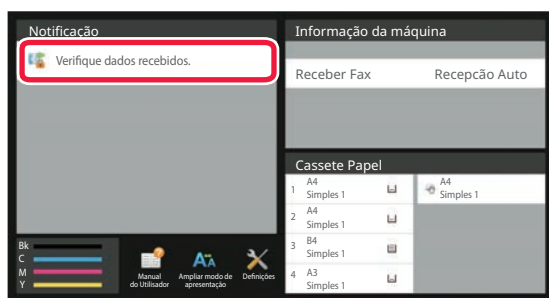 Notificação
Verifique dados recebidos.
Informação da máquina
Receber Fax Recepcão Auto
Cassete Papel
1 A4
Simples 1
2 A4
Simples 1
3 B4
Simples 1
4 A3
Simples 1
A4
Simples 1
Bk
C
M
Y
Manual
do Utilisador
Ampliar modo de
apresentação
Definições